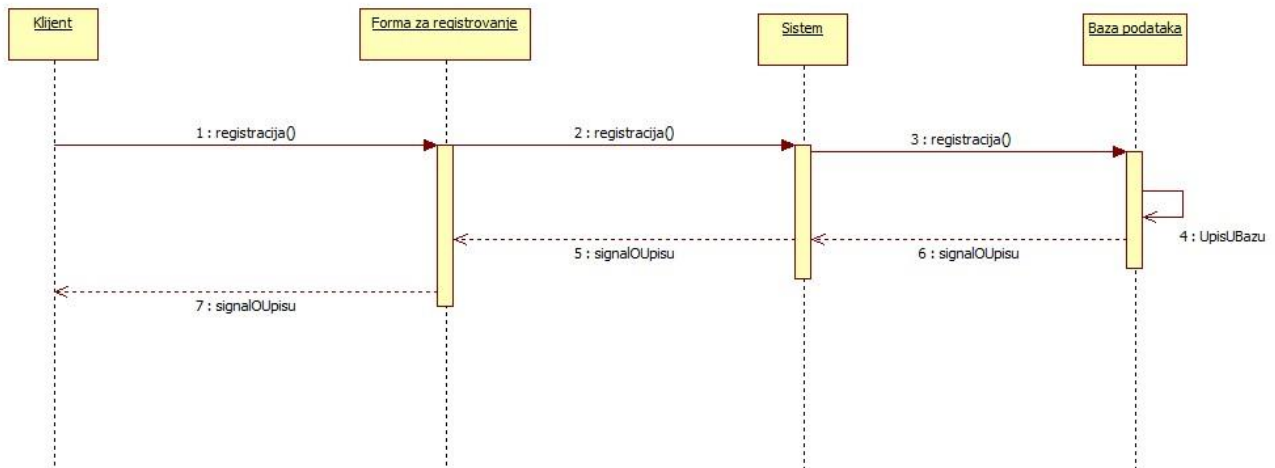 Klijent
Forma za registrovanje
Sistem
Baza podataka
1 : registracija()
2 : registracija()
3 : registracija()
4 : UpisUBazu
5 : signalOUpisu
6 : signalOUpisu
7 : signalOUpisu